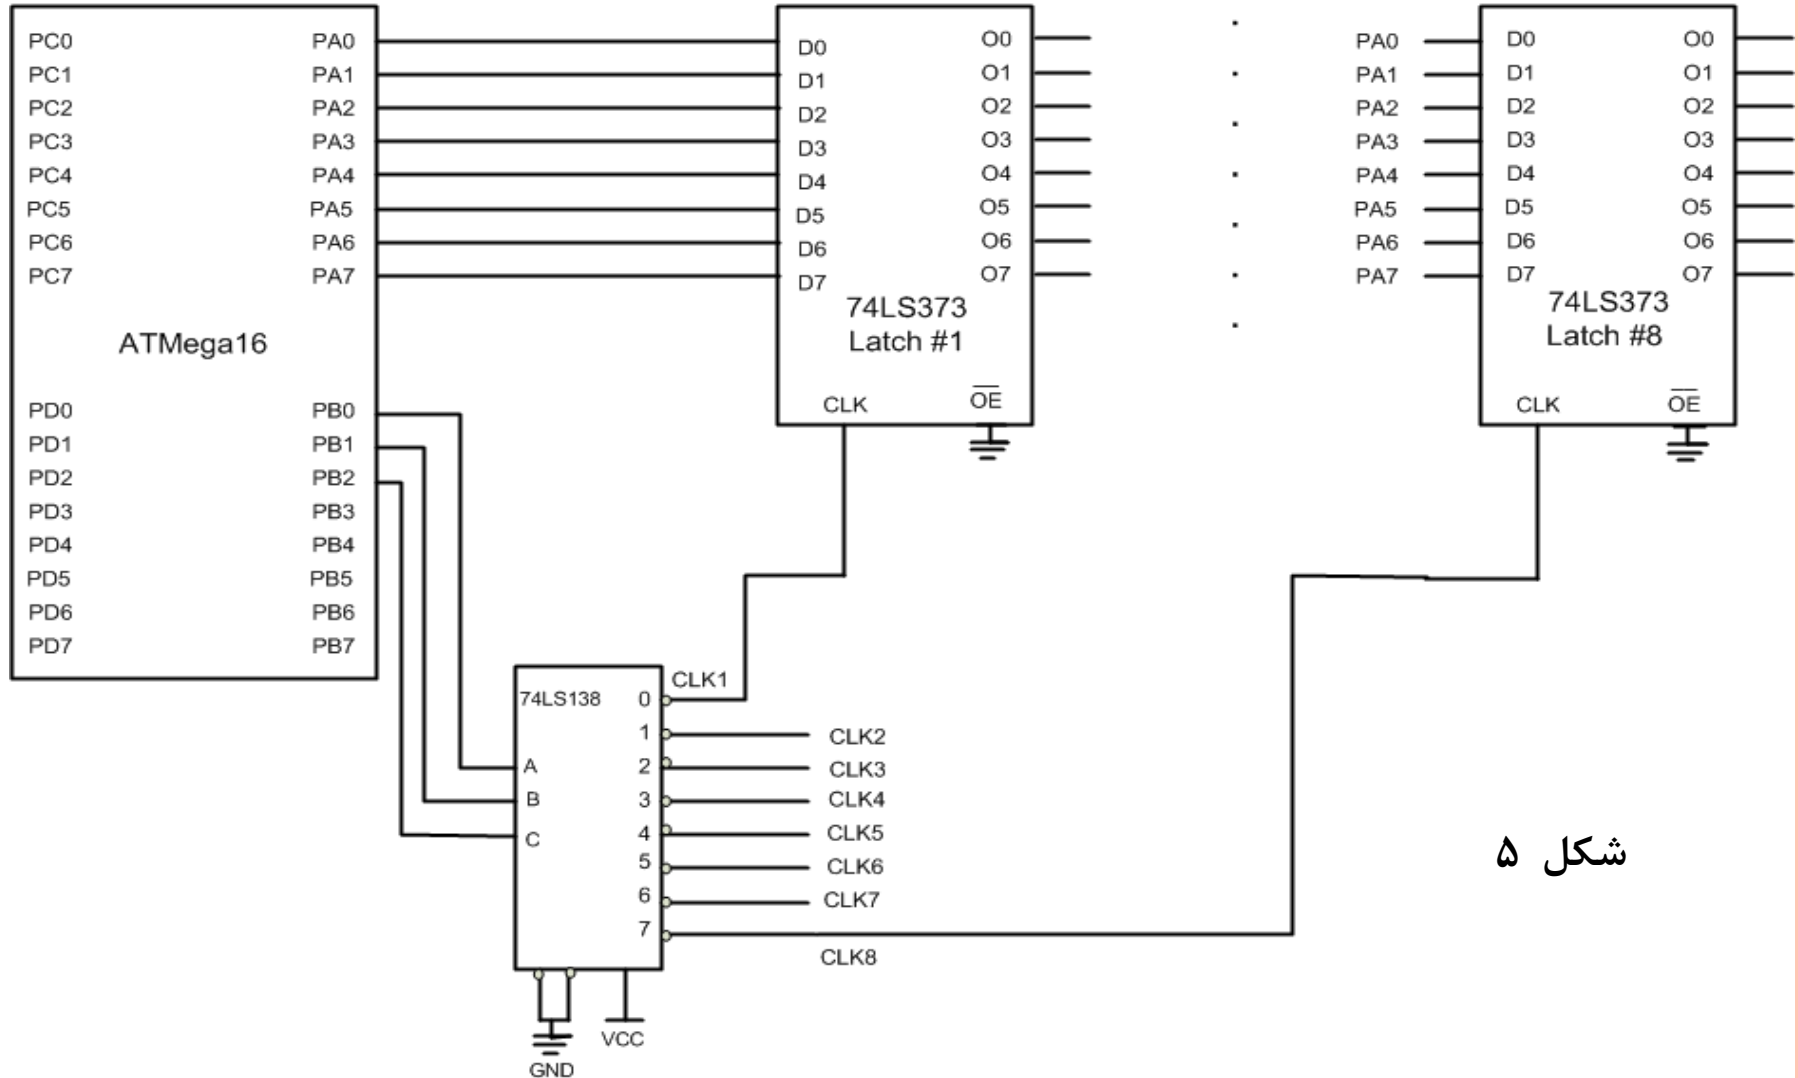 PC0
PC1
PC2
PC3
PC4
PC5
PC6
PC7
PA0
PA1
PA2
PA3
PA4
PA5
PA6
PA7
ATMega16
PD0
PD1
PD2
PD3
PD4
PD5
PD6
PD7
PB0
PB1
PB2
PB3
PB4
PB5
PB6
PB7
D0
D1
D2
D3
D4
D5
D6
D7
O0
O1
O2
O3
O4
O5
O6
O7
74LS373
Latch #1
CLK
OE
PA0
PA1
PA2
PA3
PA4
PA5
PA6
PA7
D0
D1
D2
D3
D4
D5
D6
D7
O0
O1
O2
O3
O4
O5
O6
O7
74LS373
Latch #8
CLK
OE
74LS138
A
B
C
0
1
2
3
4
5
6
7
CLK1
CLK2
CLK3
CLK4
CLK5
CLK6
CLK7
CLK8
GND
VCC
شکل ۵